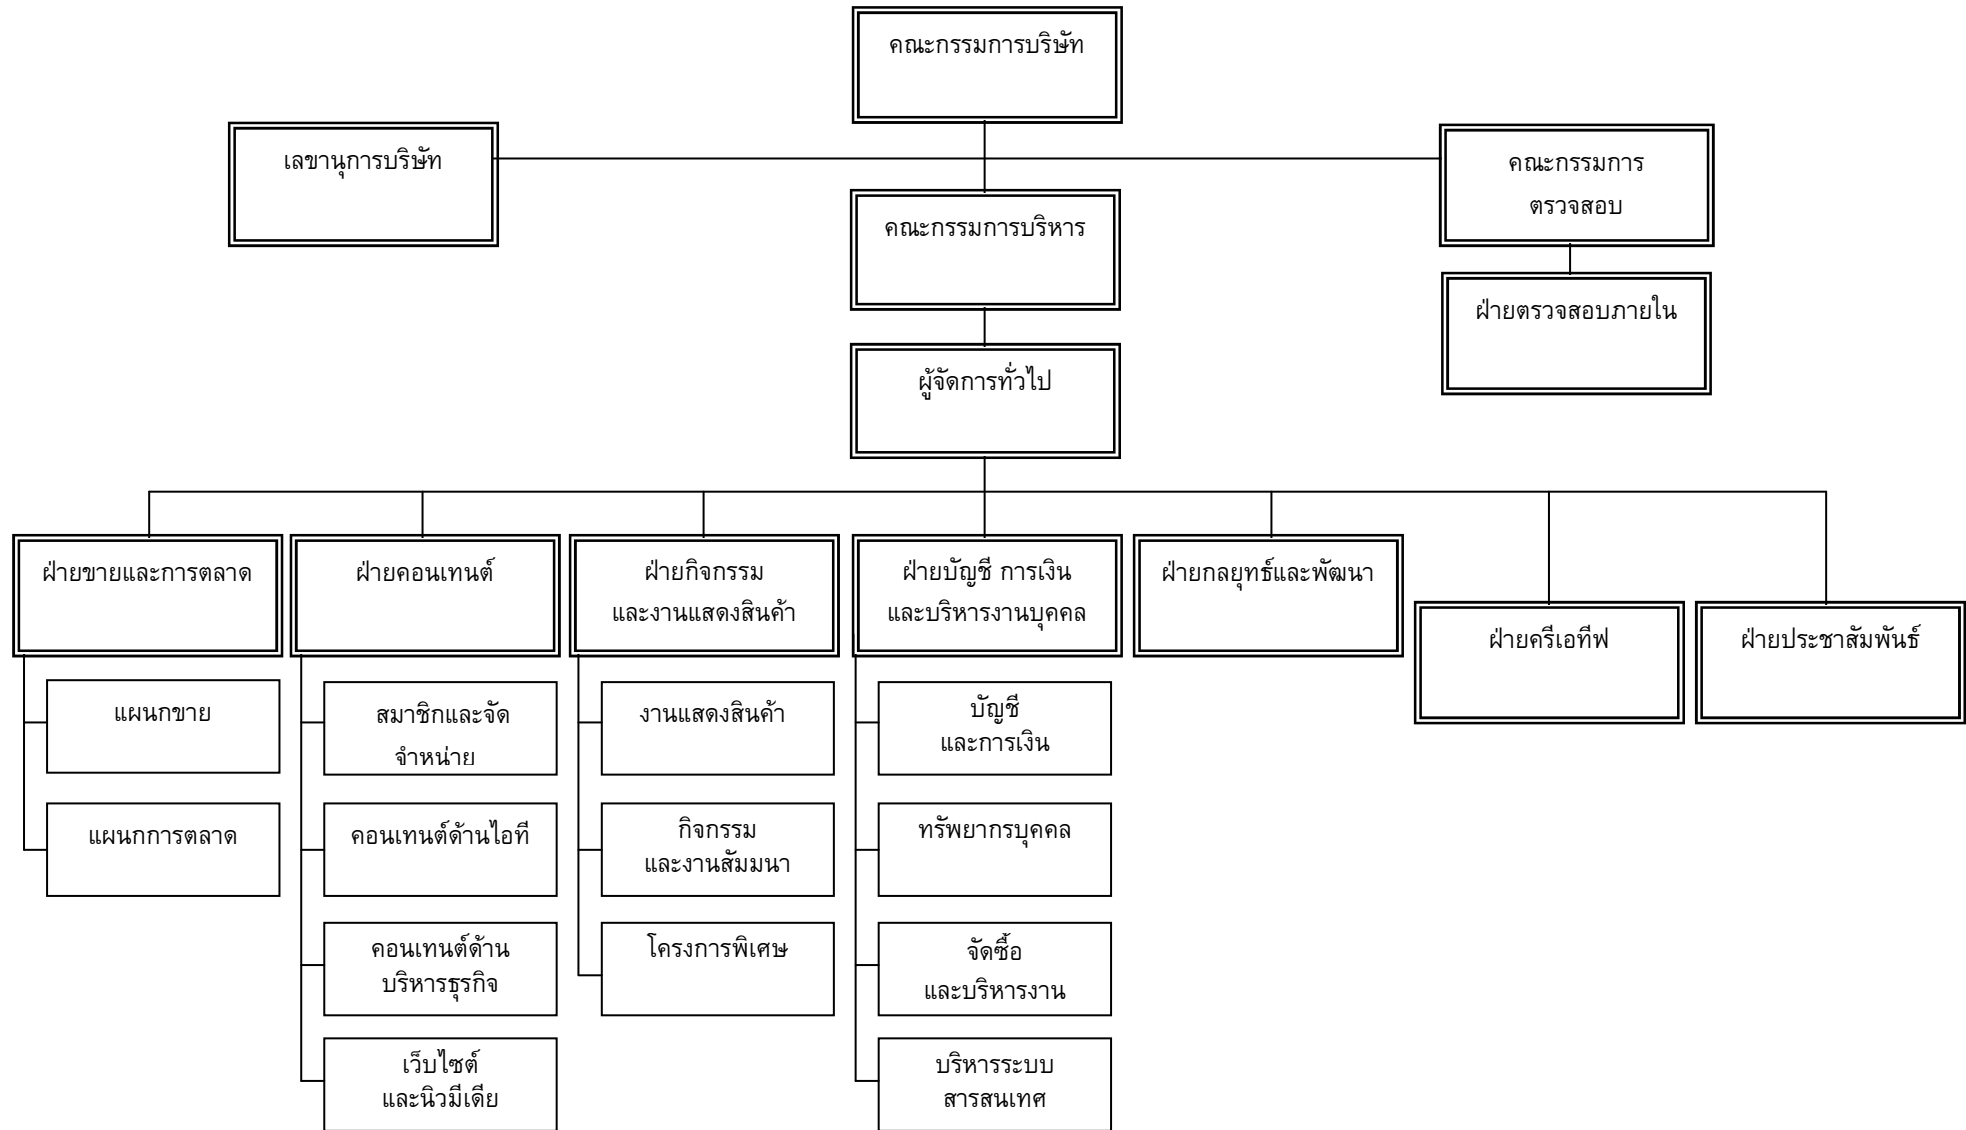 คณะกรรมการบริษัท
เลขานุการบริษัท
คณะกรรมการ
ตรวจสอบ
คณะกรรมการบริหาร
ฝ่ายตรวจสอบภายใน
ผู้จัดการทั่วไป
ฝ่ายขายและการตลาด
ฝ่ายคอนเทนต์
ฝ่ายกิจกรรม
และงานแสดงสินค้า
ฝ่ายบัญชี การเงิน
และบริหารงานบุคคล
ฝ่ายกลยุทธ์และพัฒนา
ฝ่ายครีเอทีฟ
ฝ่ายประชาสัมพันธ์
แผนกขาย
สมาชิกและจัด
จำหน่าย
งานแสดงสินค้า
บัญชี
และการเงิน
แผนกการตลาด
คอนเทนต์ด้านไอที
กิจกรรม
และงานสัมมนา
ทรัพยากรบุคคล
คอนเทนต์ด้าน
บริหารธุรกิจ
โครงการพิเศษ
จัดซื้อ
และบริหารงาน
เว็บไซต์
และนิวมีเดีย
บริหารระบบ
สารสนเทศ